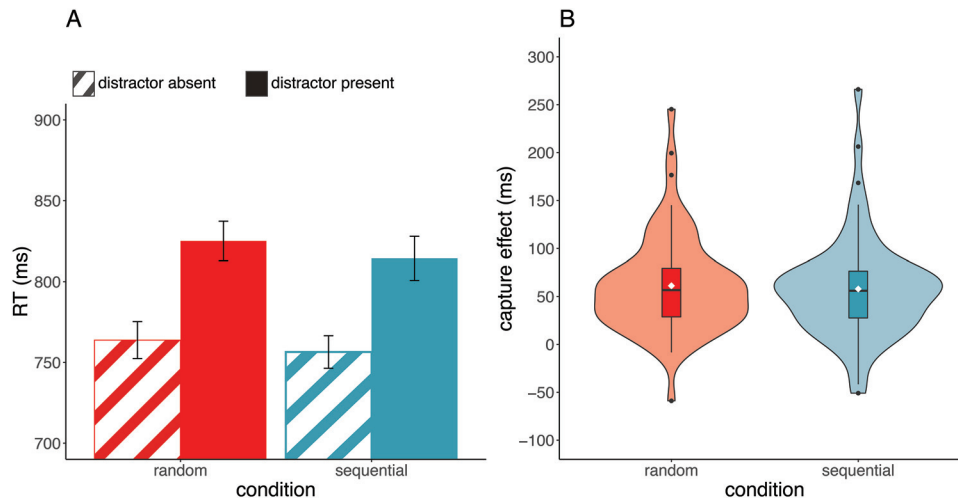 A
distractor absent
distractor present
RT (ms)
900
850
800
750
700
random
sequential
condition
B
capture effect (ms)
300
250
200
150
100
50
0
−50
−100
random
sequential
condition